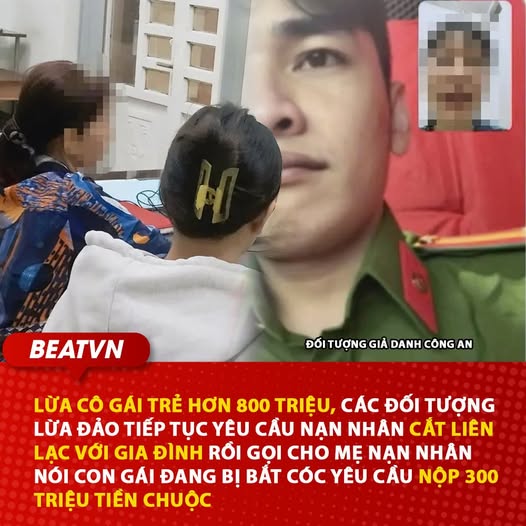 ĐỐI TƯỢNG GIẢ DANH CÔNG AN
BEATVN
LỪA CÔ GÁI TRẺ HƠN 800 TRIỆU, CÁC ĐỐI TƯỢNG
LỪA ĐẢO TIẾP TỤC YÊU CẦU NẠN NHÂN CẮT LIÊN
LẠC VỚI GIA ĐÌNH RỒI GỌI CHO MẸ NẠN NHÂN
NÓI CON GÁI ĐANG BỊ BẮT CÓC YÊU CẦU NỘP 300
TRIỆU TIỀN CHUỘC